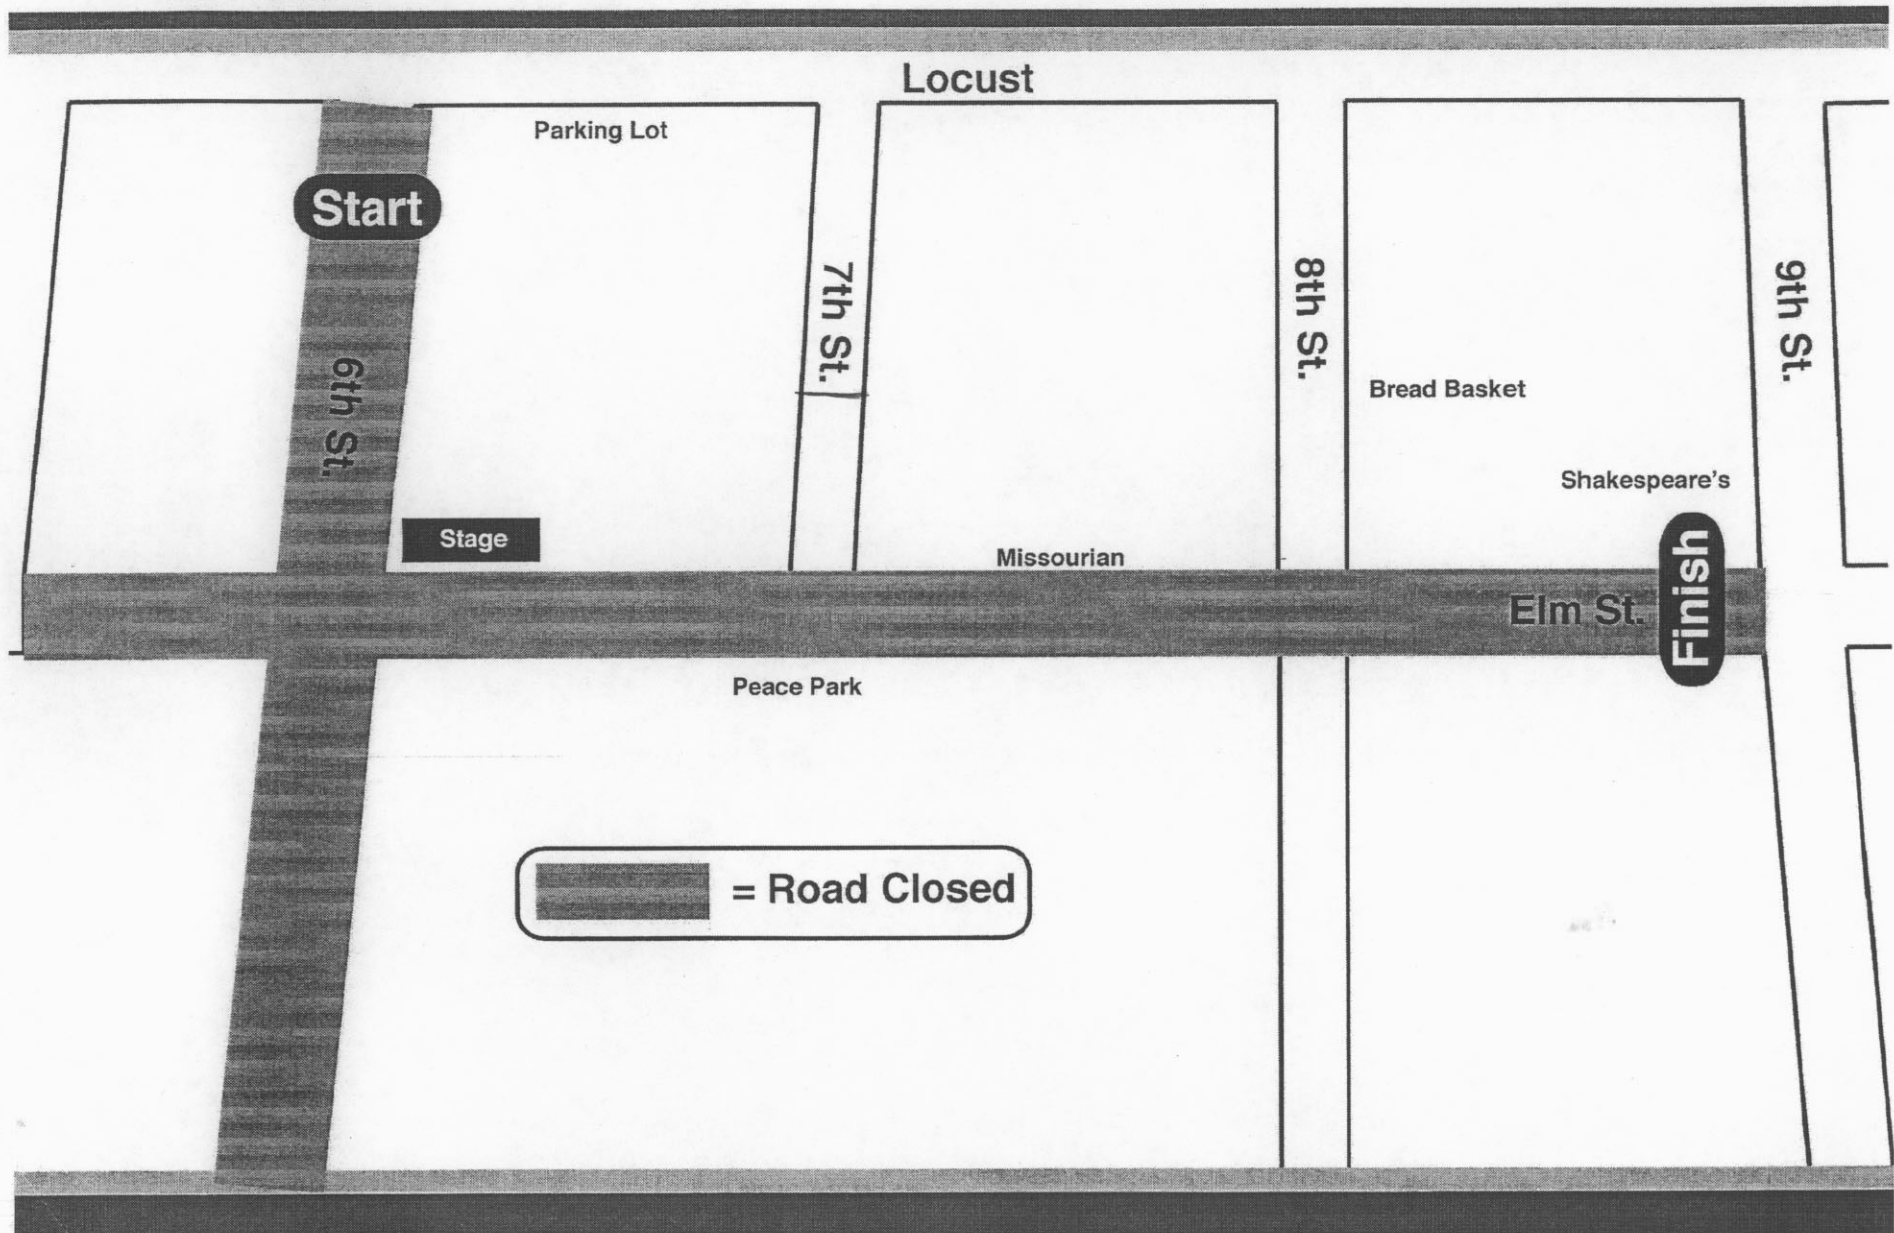 Locust
Parking Lot
Start
7th St.
8th St.
9th St.
6th St.
Bread Basket
Shakespeare's
Stage
Missourian
Elm St.
Finish
Peace Park
= Road Closed